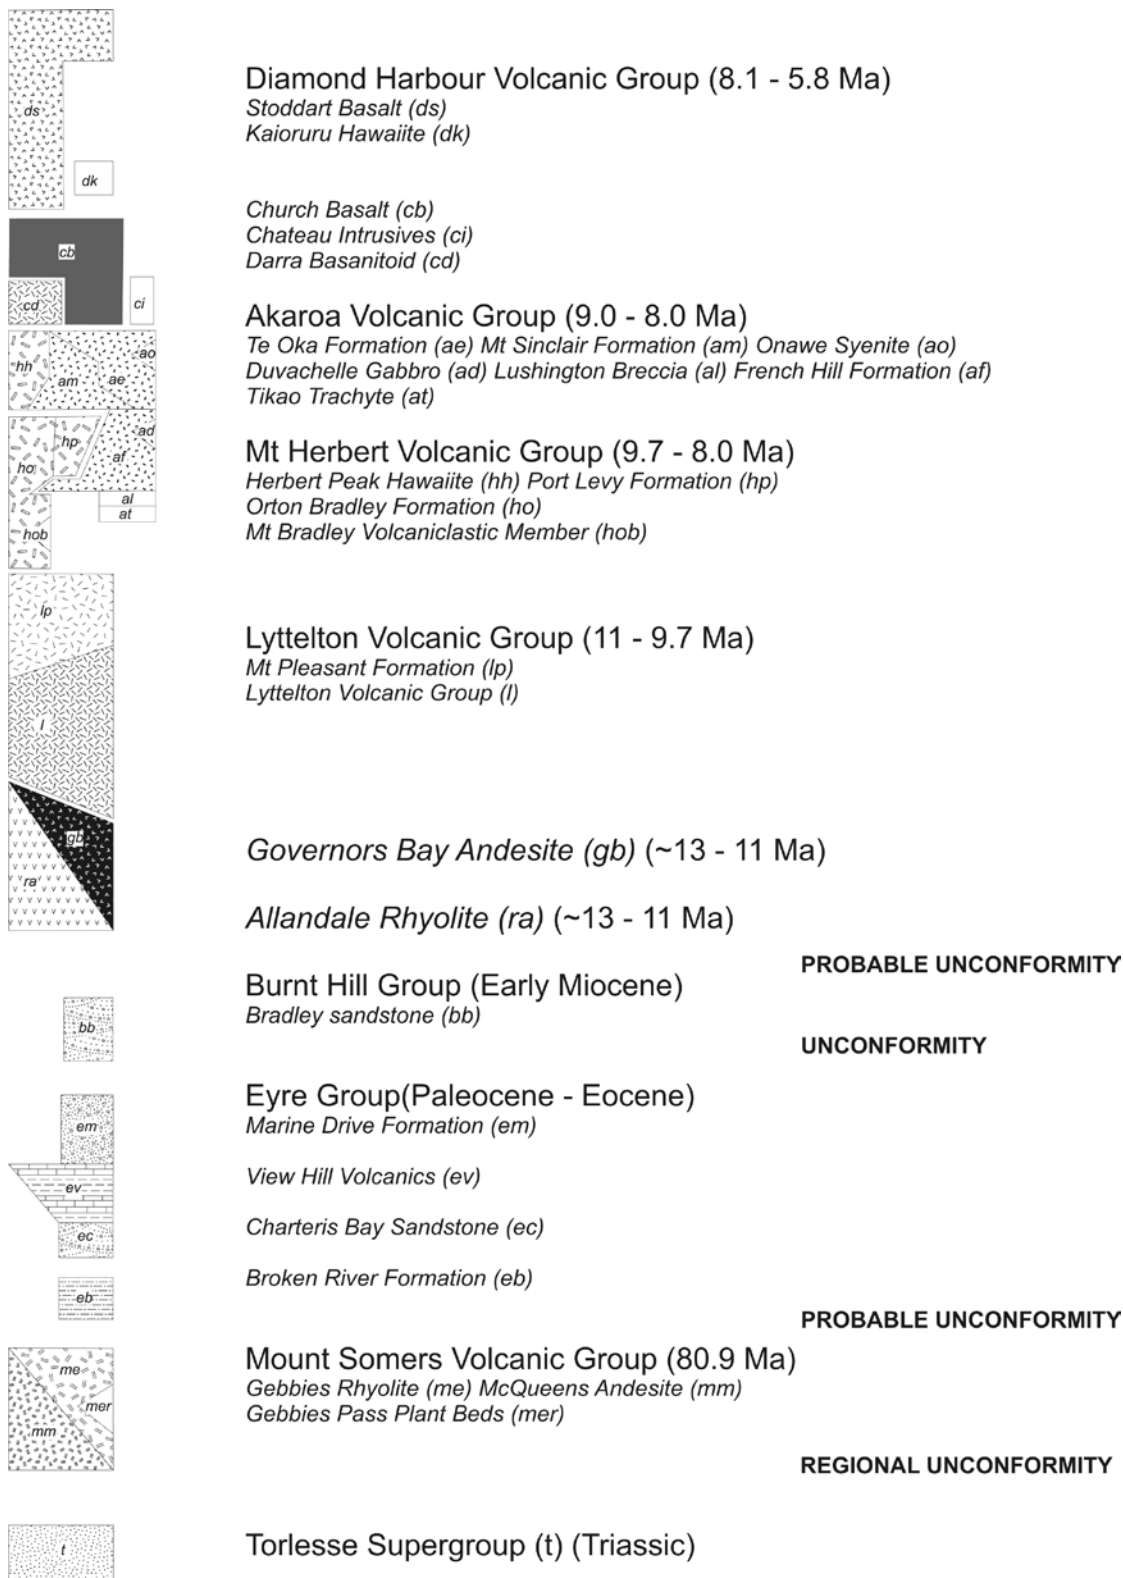 Diamond Harbour Volcanic Group (8.1 - 5.8 Ma)
Stoddart Basalt (ds)
Kaioruru Hawaiite (dk)
ds
dk
Church Basalt (cb)
Chateau Intrusives (ci)
Darra Basanitoid (cd)
cb
cd
ci
Akaroa Volcanic Group (9.0 - 8.0 Ma)
Te Oka Formation (ae) Mt Sinclair Formation (am) Onawe Syenite (ao)
Duvachelle Gabbro (ad) Lushington Breccia (al) French Hill Formation (af)
Tikao Trachyte (at)
hh
am
ae
ao
Mt Herbert Volcanic Group (9.7 - 8.0 Ma)
Herbert Peak Hawaiite (hh) Port Levy Formation (hp)
Orton Bradley Formation (ho)
Mt Bradley Volcaniclastic Member (hob)
ho
hp
af
ad
al
at
hob
Lyttelton Volcanic Group (11 - 9.7 Ma)
Mt Pleasant Formation (lp)
Lyttelton Volcanic Group (l)
lp
l
Governors Bay Andesite (gb) (~13 - 11 Ma)
gb
ra
Allandale Rhyolite (ra) (~13 - 11 Ma)
PROBABLE UNCONFORMITY
Burnt Hill Group (Early Miocene)
Bradley sandstone (bb)
bb
UNCONFORMITY
Eyre Group(Paleocene - Eocene)
Marine Drive Formation (em)
em
View Hill Volcanics (ev)
ev
Charteris Bay Sandstone (ec)
ec
Broken River Formation (eb)
eb
PROBABLE UNCONFORMITY
Mount Somers Volcanic Group (80.9 Ma)
Gebbies Rhyolite (me) McQueens Andesite (mm)
Gebbies Pass Plant Beds (mer)
me
mer
mm
REGIONAL UNCONFORMITY
Torlesse Supergroup (t) (Triassic)
t